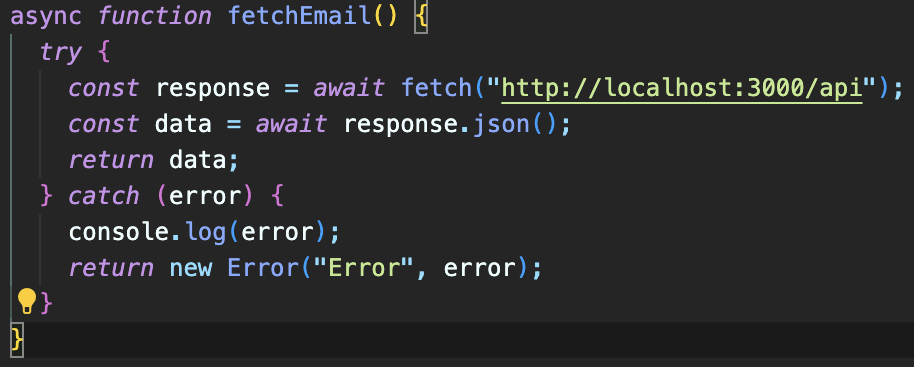 async function fetchEmail() {
  try {
    const response = await fetch("http://localhost:3000/api");
    const data = await response.json();
    return data;
  } catch (error) {
    console.log(error);
    return new Error("Error", error);
  }
}